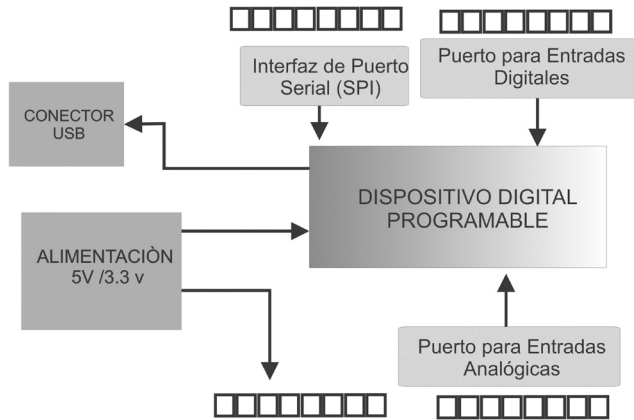 Interfaz de Puerto
Serial (SPI)
Puerto para Entradas
Digitales
CONECTOR
USB
DISPOSITIVO DIGITAL
PROGRAMABLE
ALIMENTACIÒN
5V /3.3 v
Puerto para Entradas
Analógicas